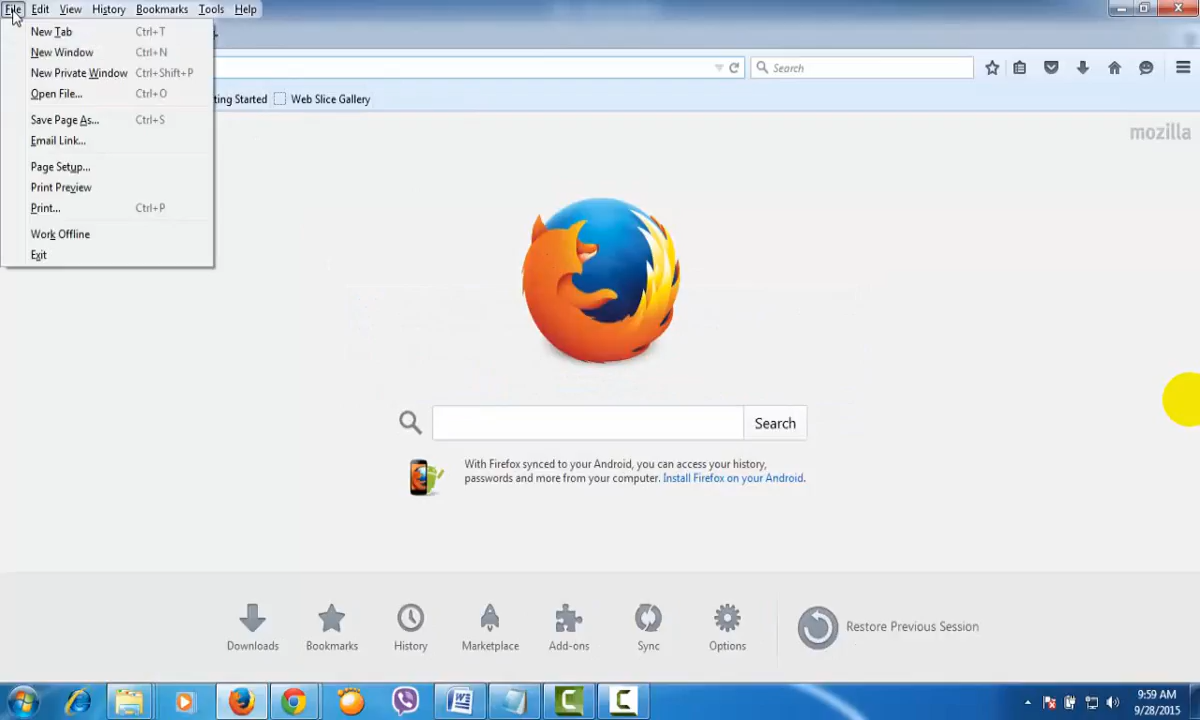 File Edit View History Bookmarks Tools Help
New Tab Ctrl+T
New Window Ctrl+N
New Private Window Ctrl+Shift+P
Open File... Ctrl+O
Save Page As... Ctrl+S
Email Link...
Page Setup...
Print Preview
Print... Ctrl+P
Work Offline
Exit
Search
ting Started Web Slice Gallery
mozilla
Search
With Firefox synced to your Android, you can access your history,
passwords and more from your computer. Install Firefox on your Android.
Downloads Bookmarks History Marketplace Add-ons Sync Options Restore Previous Session
9:59 AM
9/28/2015